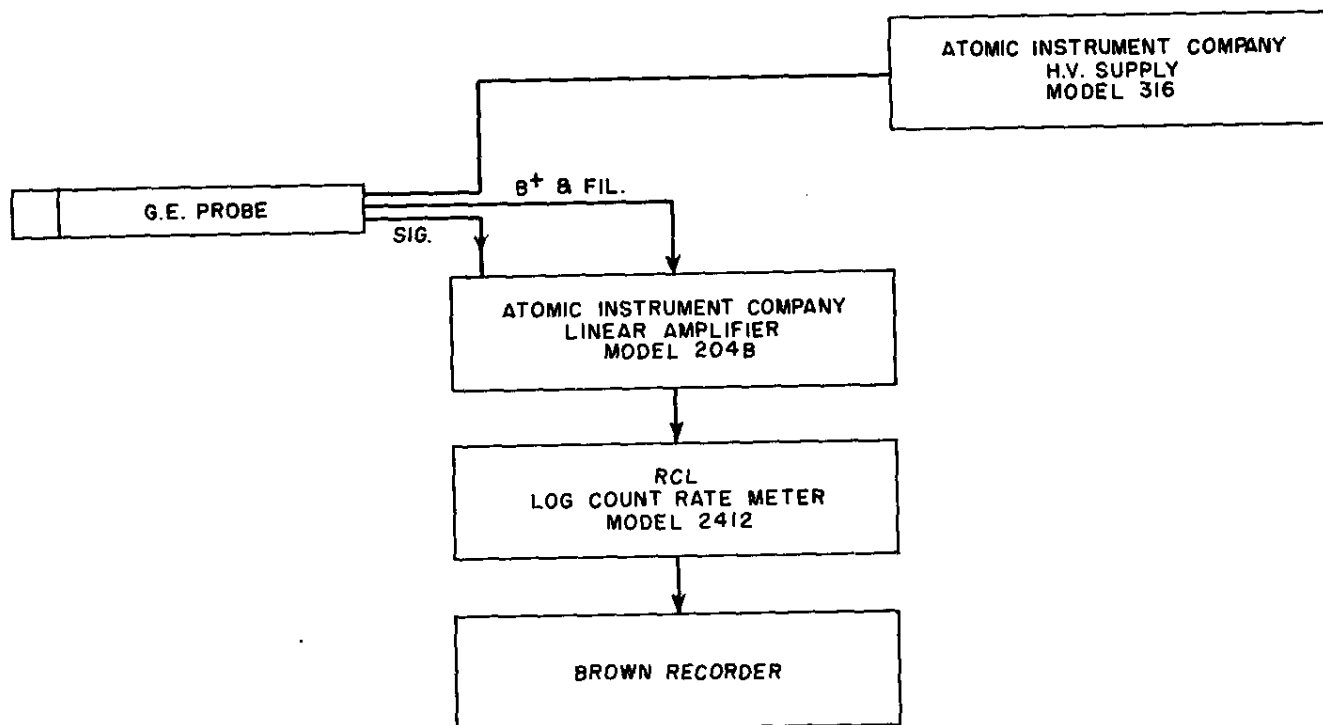 ATOMIC INSTRUMENT COMPANY
H.V. SUPPLY
MODEL 316
B+ & FIL.
G.E. PROBE
SIG.
ATOMIC INSTRUMENT COMPANY
LINEAR AMPLIFIER
MODEL 204B
RCL
LOG COUNT RATE METER
MODEL 2412
BROWN RECORDER